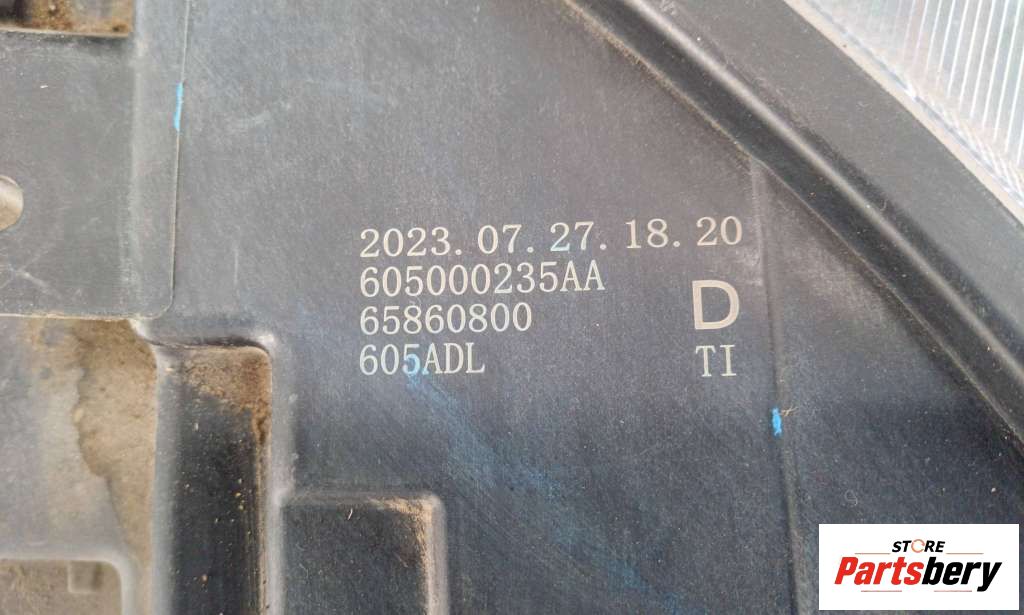 2023. 07. 27. 18. 20
605000235AA
65860800
D
605ADL
TI
STORE
Partsbery